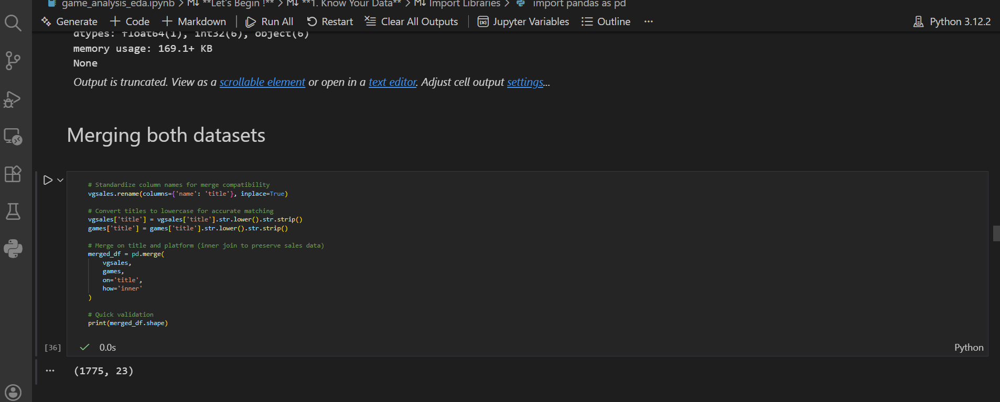 game_analysis_eda.ipynb > M↓ **Let's Begin !** > M↓ **1. Know Your Data** > M↓ Import Libraries > import pandas as pd
Generate + Code + Markdown | Run All Restart Clear All Outputs | Jupyter Variables Outline ... Python 3.12.2
dtypes: float64(1), int32(6), object(6)
memory usage: 169.1+ KB
None
Output is truncated. View as a scrollable element or open in a text editor. Adjust cell output settings...
Merging both datasets
# Standardize column names for merge compatibility
vgsales.rename(columns={'name': 'title'}, inplace=True)
# Convert titles to lowercase for accurate matching
vgsales['title'] = vgsales['title'].str.lower().str.strip()
games['title'] = games['title'].str.lower().str.strip()
# Merge on title and platform (inner join to preserve sales data)
merged_df = pd.merge(
    vgsales,
    games,
    on='title',
    how='inner'
)
# Quick validation
print(merged_df.shape)
[36] 0.0s Python
... (1775, 23)